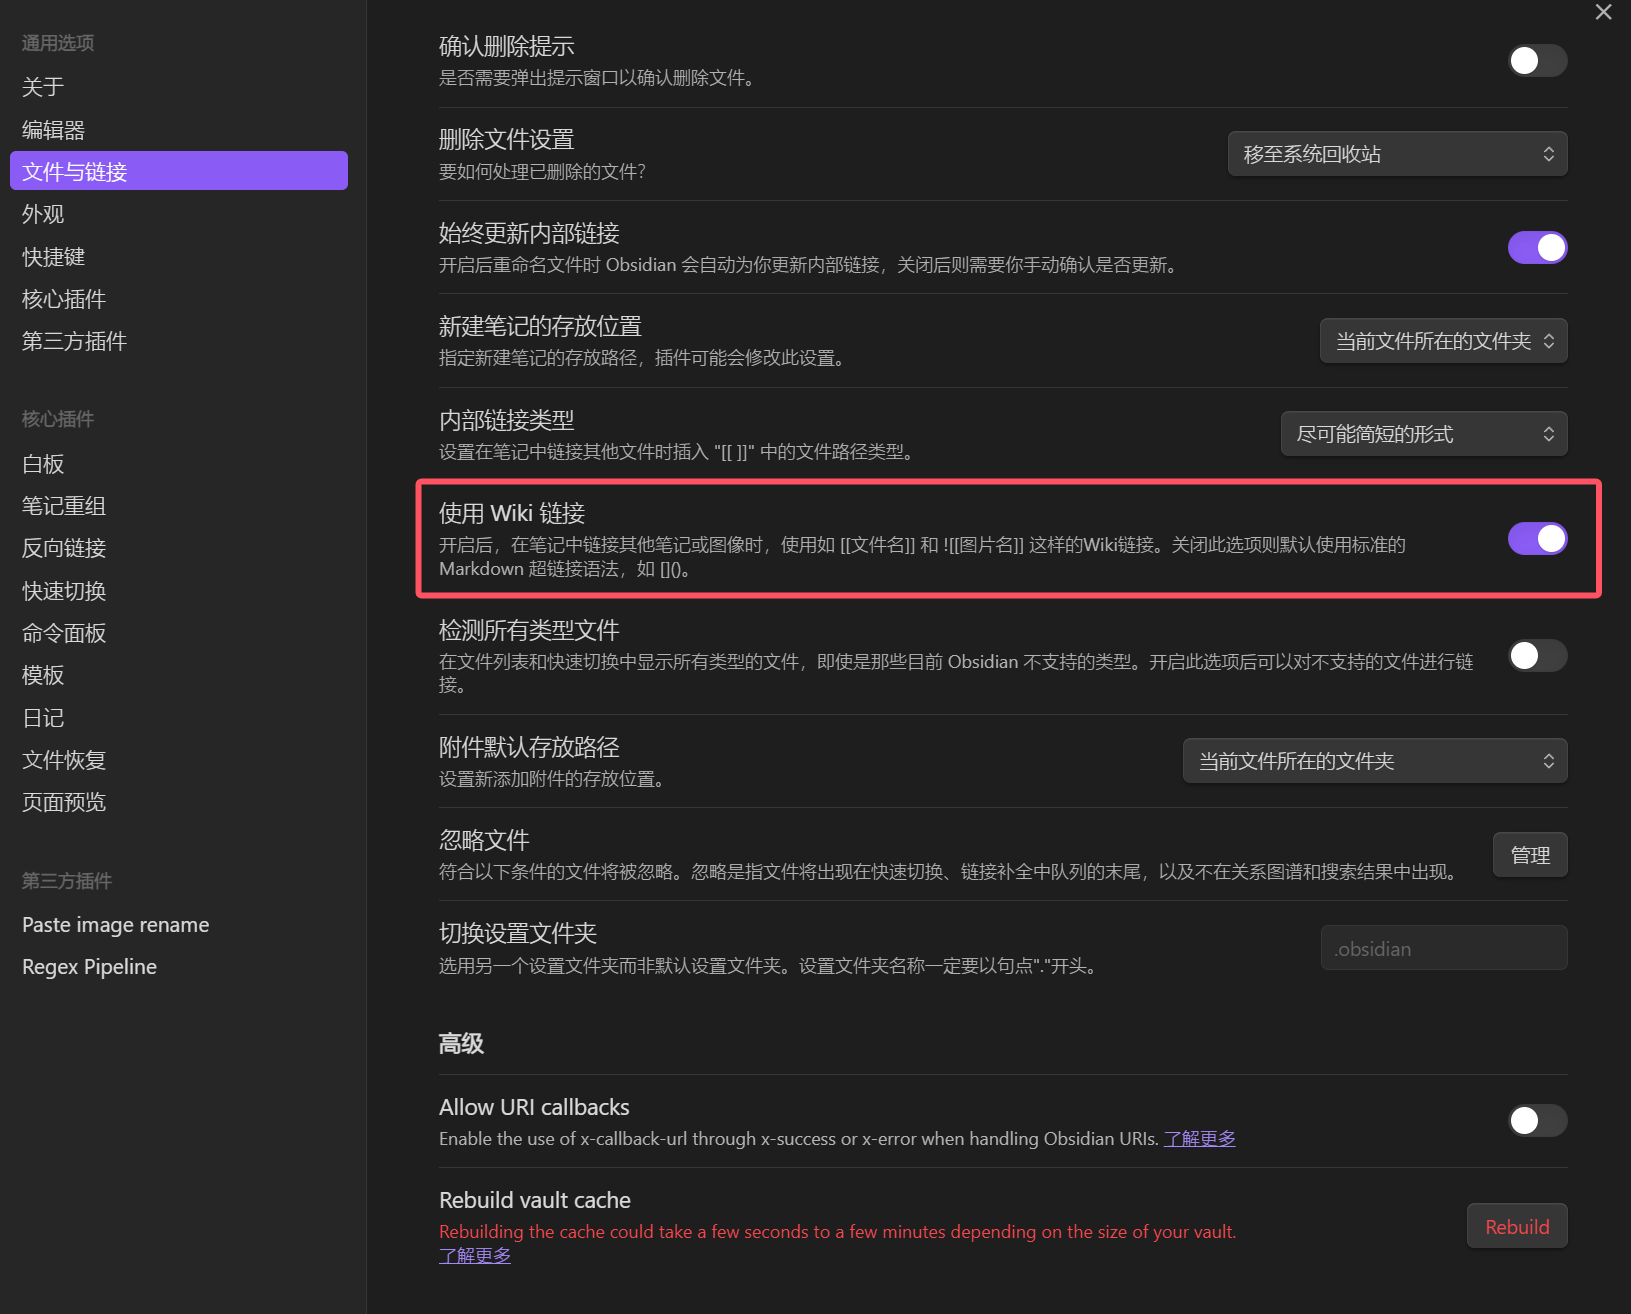 通用选项
关于
编辑器
文件与链接
外观
快捷键
核心插件
第三方插件
核心插件
白板
笔记重组
反向链接
快速切换
命令面板
模板
日记
文件恢复
页面预览
第三方插件
Paste image rename
Regex Pipeline
确认删除提示
是否需要弹出提示窗口以确认删除文件。
删除文件设置
要如何处理已删除的文件?
移至系统回收站
始终更新内部链接
开启后重命名文件时 Obsidian 会自动为你更新内部链接，关闭后则需要你手动确认是否更新。
新建笔记的存放位置
指定新建笔记的存放路径，插件可能会修改此设置。
当前文件所在的文件夹
内部链接类型
设置在笔记中链接其他文件时插入 "[[ ]]" 中的文件路径类型。
尽可能简短的形式
使用 Wiki 链接
开启后，在笔记中链接其他笔记或图像时，使用如 [[文件名]] 和 ![[图片名]] 这样的Wiki链接。关闭此选项则默认使用标准的
Markdown 超链接语法，如 []()。
检测所有类型文件
在文件列表和快速切换中显示所有类型的文件，即使是那些目前 Obsidian 不支持的类型。开启此选项后可以对不支持的文件进行链
接。
附件默认存放路径
设置新添加附件的存放位置。
当前文件所在的文件夹
忽略文件
符合以下条件的文件将被忽略。忽略是指文件将出现在快速切换、链接补全中队列的末尾，以及不在关系图谱和搜索结果中出现。
管理
切换设置文件夹
选用另一个设置文件夹而非默认设置文件夹。设置文件夹名称一定要以句点"."开头。
.obsidian
高级
Allow URI callbacks
Enable the use of x-callback-url through x-success or x-error when handling Obsidian URIs. 了解更多
Rebuild vault cache
Rebuilding the cache could take a few seconds to a few minutes depending on the size of your vault.
了解更多
Rebuild